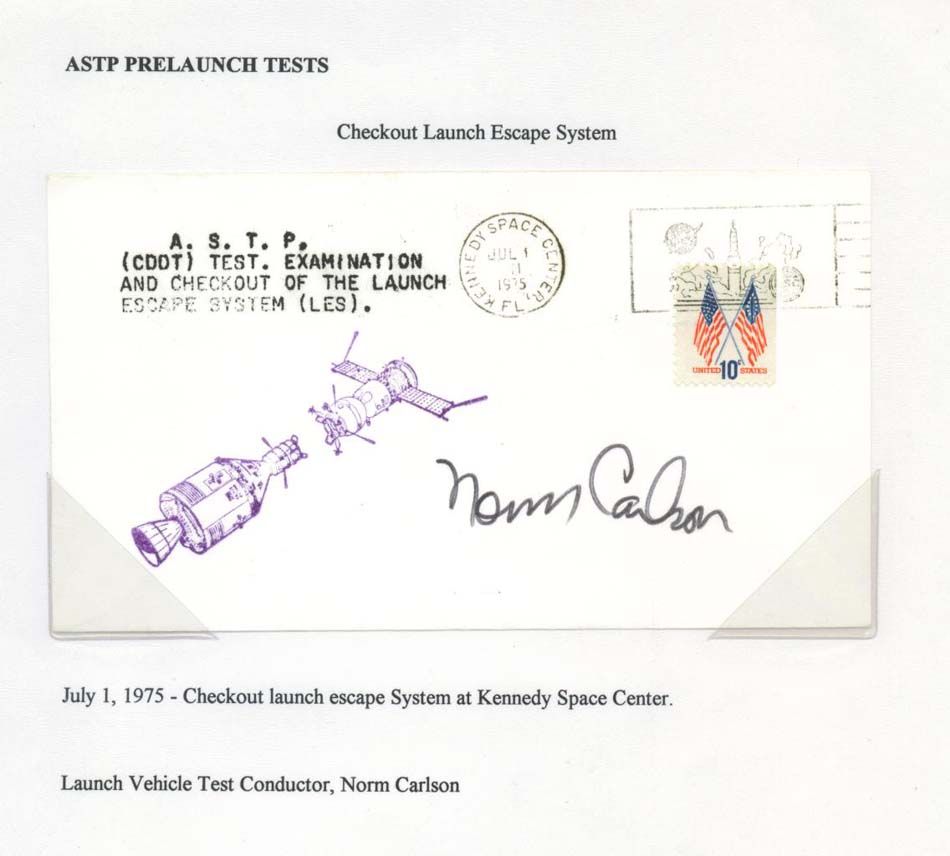 ASTP PRELAUNCH TESTS
Checkout Launch Escape System
A. S. T. P.
(CDDT) TEST. EXAMINATION
AND CHECKOUT OF THE LAUNCH
ESCAPE SYSTEM (LES).
KENNEDY SPACE CENTER, FL.
JUL 1
1975
UNITED 10c STATES
Norm Carlson
July 1, 1975 - Checkout launch escape System at Kennedy Space Center.
Launch Vehicle Test Conductor, Norm Carlson